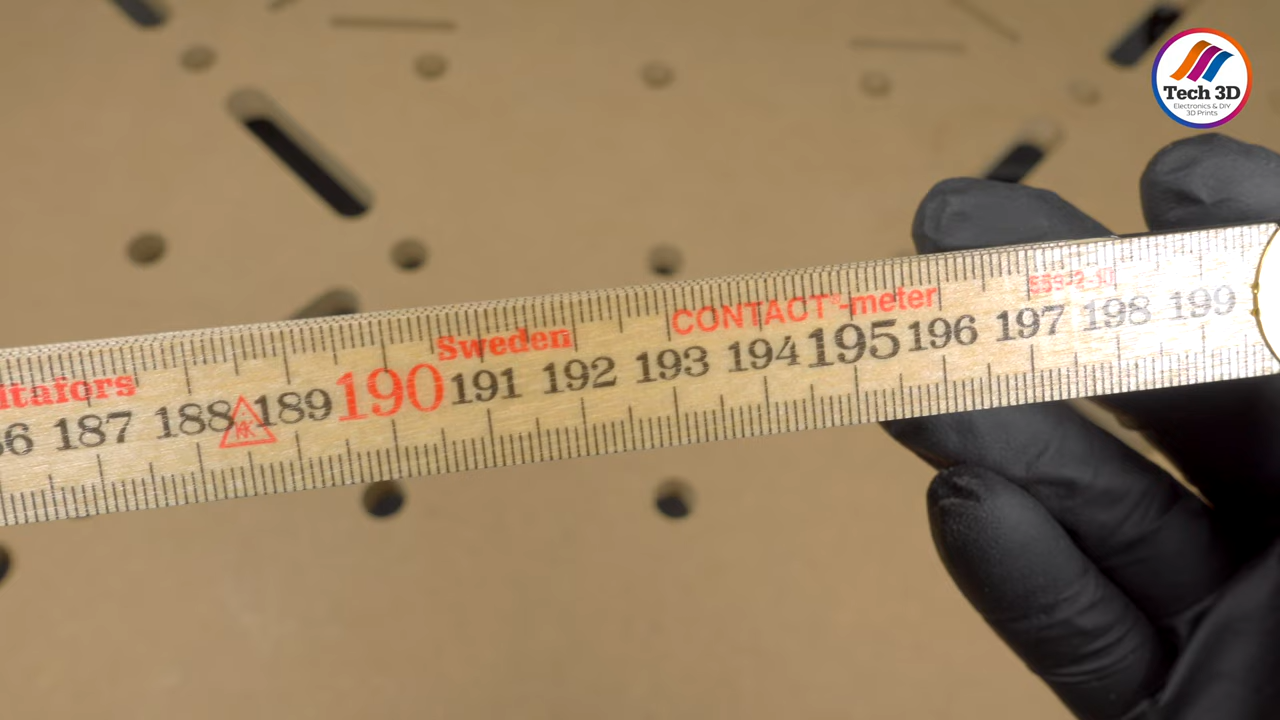 Tech 3D
Electronics & DIY
3D Prints
Sweden CONTACT®-meter
187 188 189 190 191 192 193 194 195 196 197 198 199